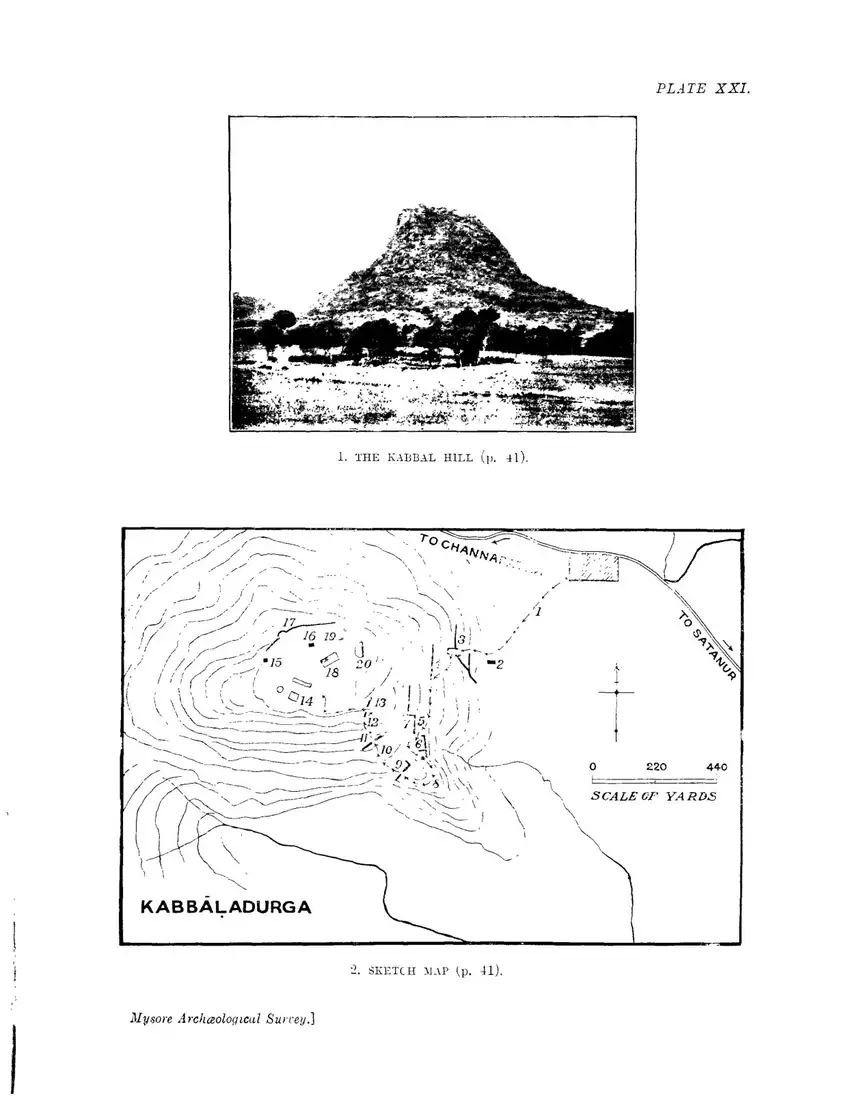 PLATE XXI.
1. THE KABBAL HILL (p. 41).
TO CHANNA
1
TO SATANUR
17
16 19
3
15
18
20
2
14
13
12
7 5
11
6
10
9
8
0 220 440
SCALE OF YARDS
KABBĀḶADURGA
2. SKETCH MAP (p. 41).
Mysore Archæological Survey.]